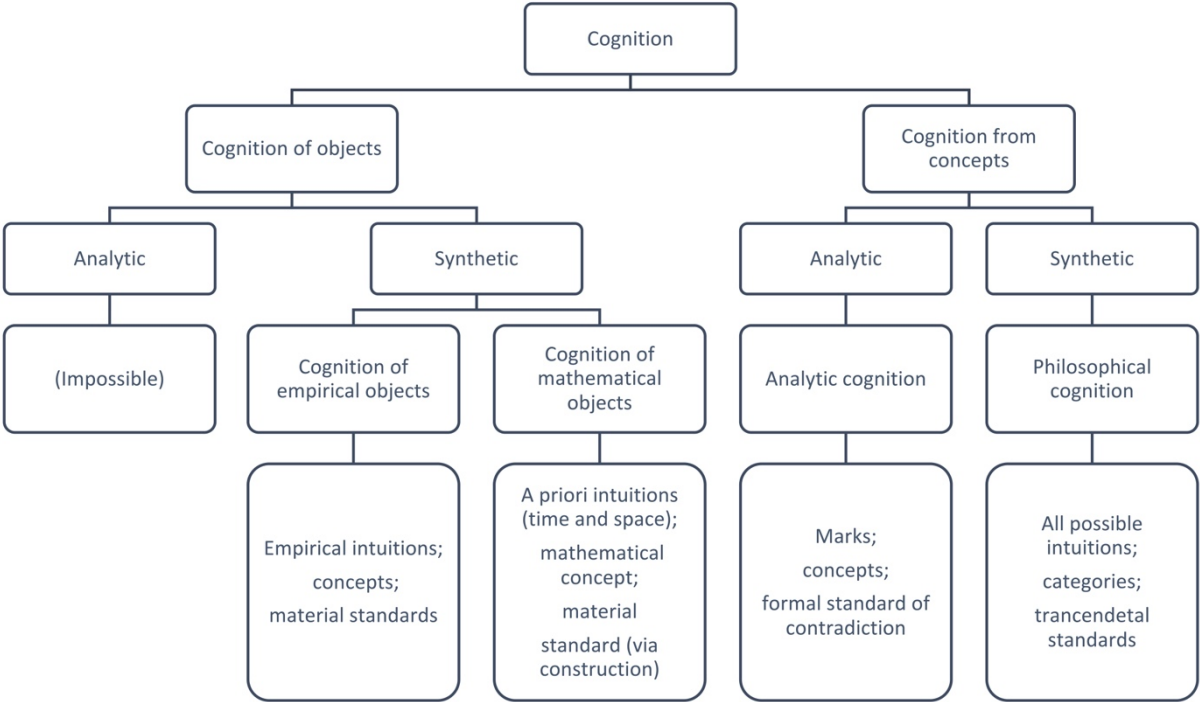 Cognition
Cognition of objects
Cognition from
concepts
Analytic
Synthetic
Analytic
Synthetic
(Impossible)
Cognition of
empirical objects
Cognition of
mathematical
objects
Analytic cognition
Philosophical
cognition
Empirical intuitions;
concepts;
material standards
A priori intuitions
(time and space);
mathematical
concept;
material
standard (via
construction)
Marks;
concepts;
formal standard of
contradiction
All possible
intuitions;
categories;
trancendetal
standards